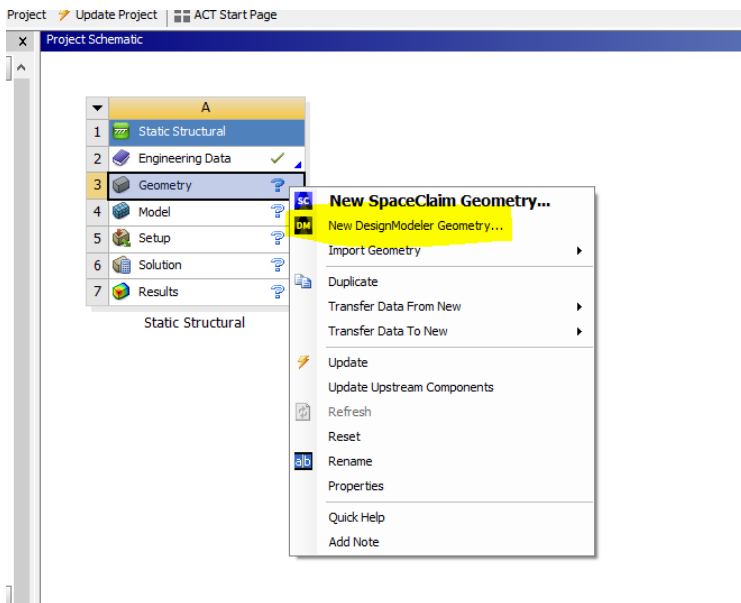 Project Update Project ACT Start Page
x Project Schematic
A
1 Static Structural
2 Engineering Data
3 Geometry
4 Model
5 Setup
6 Solution
7 Results
Static Structural
SC New SpaceClaim Geometry...
DM New DesignModeler Geometry...
Import Geometry
Duplicate
Transfer Data From New
Transfer Data To New
Update
Update Upstream Components
Refresh
Reset
a|b Rename
Properties
Quick Help
Add Note